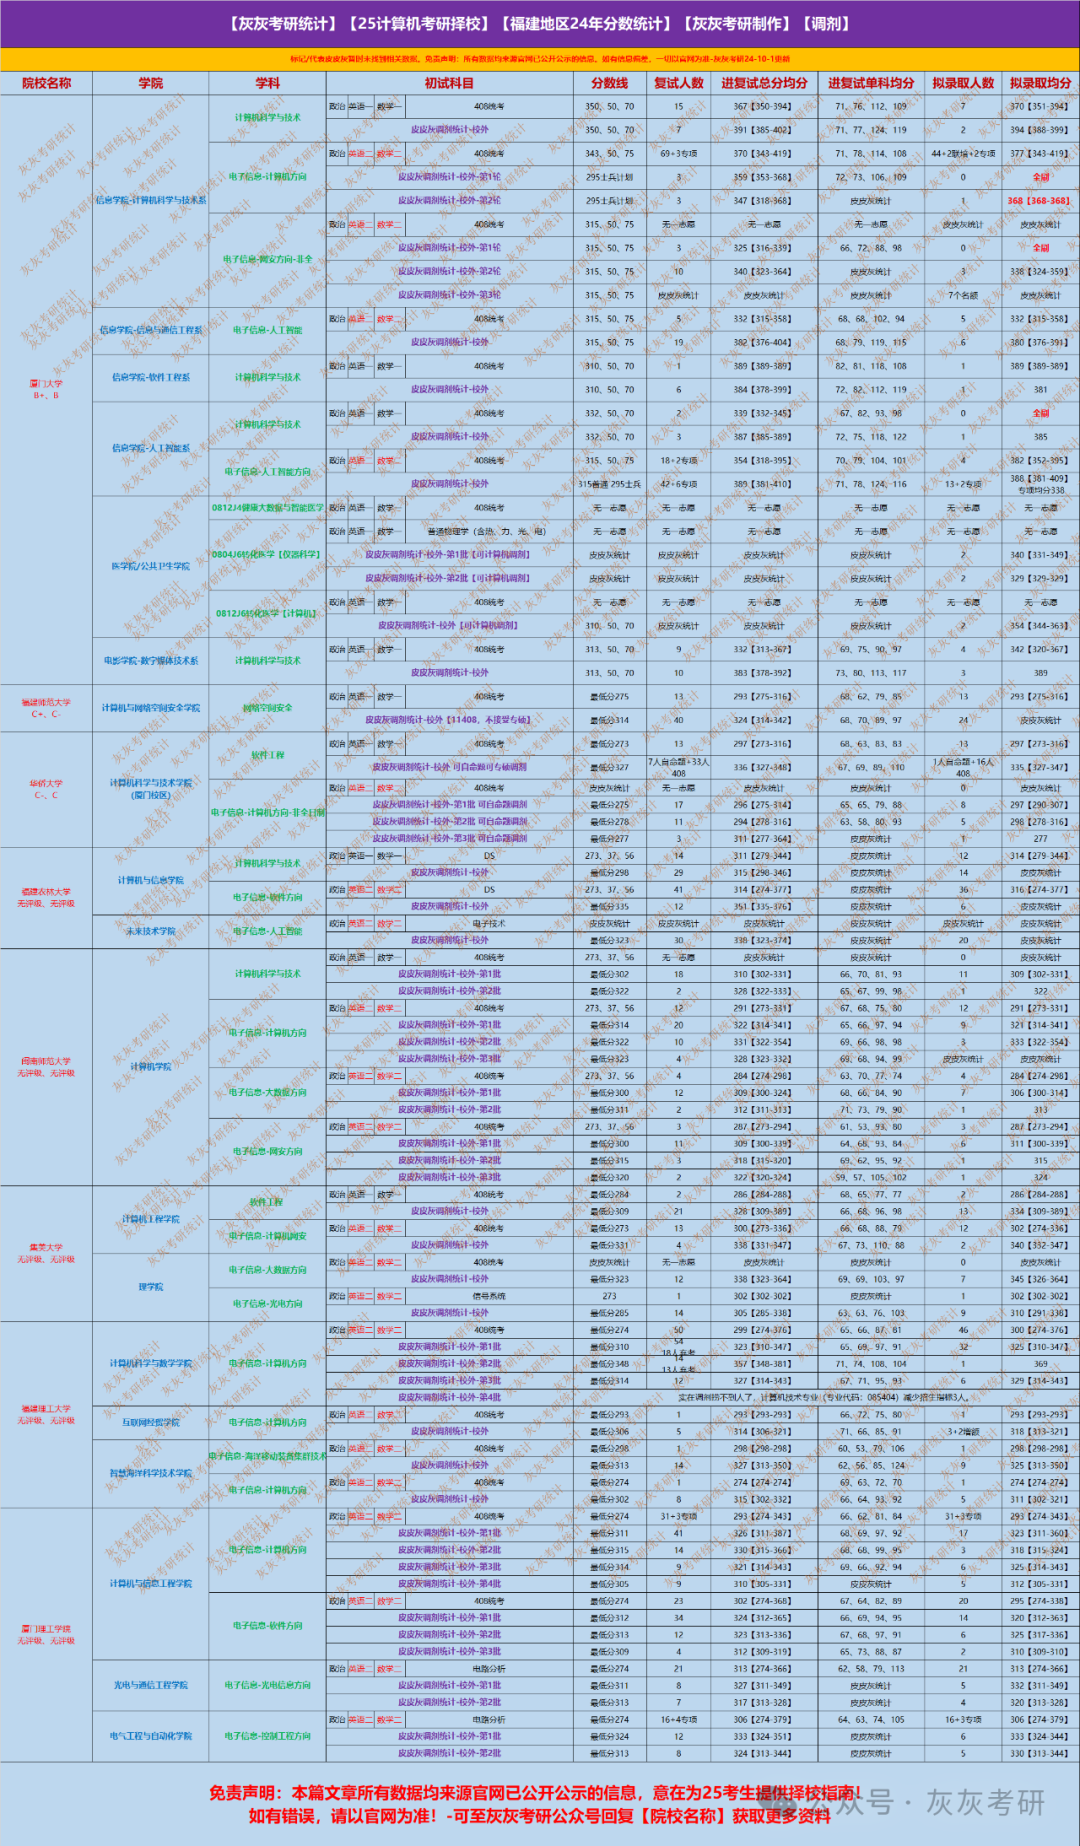 【灰灰考研统计】【25计算机考研择校】【福建地区24年分数统计】【灰灰考研制作】【调剂】
标记/代表皮皮灰暂时未找到相关数据，免责声明：所有数据均来源官网已公开公示的信息，如有信息偏差，一切以官网为准-灰灰考研24-10-1更新
院校名称 学院 学科 初试科目 分数线 复试人数 进复试总分均分 进复试单科均分 拟录取人数 拟录取均分
厦门大学 B+、B
信息学院-计算机科学与技术系
计算机科学与技术
政治 英语一 数学一 408统考 350、50、70 15 367【350-394】 71、76、112、109 7 370【351-394】
皮皮灰调剂统计-校外 350、50、70 7 391【385-402】 71、77、124、119 2 394【388-399】
电子信息-计算机方向
政治 英语二 数学二 408统考 343、50、75 69+3专项 370【343-419】 71、78、114、108 44+2联培+2专项 377【343-419】
皮皮灰调剂统计-校外-第1轮 295士兵计划 3 359【353-368】 72、73、106、109 0 全刷
皮皮灰调剂统计-校外-第2轮 295士兵计划 3 347【318-368】 皮皮灰统计 1 368【368-368】
电子信息-网安方向-非全
政治 英语二 数学二 408统考 315、50、75 无一志愿 无一志愿 无一志愿 皮皮灰统计 皮皮灰统计
皮皮灰调剂统计-校外-第1轮 315、50、75 3 325【316-339】 66、72、88、98 0 全刷
皮皮灰调剂统计-校外-第2轮 315、50、75 10 340【323-364】 皮皮灰统计 3 338【324-359】
皮皮灰调剂统计-校外-第3轮 315、50、75 皮皮灰统计 皮皮灰统计 皮皮灰统计 7个名额 皮皮灰统计
信息学院-信息与通信工程系
电子信息-人工智能
政治 英语二 数学二 408统考 315、50、75 5 332【315-358】 68、68、102、94 5 332【315-358】
皮皮灰调剂统计-校外 315、50、75 19 382【376-404】 68、79、119、115 6 380【376-391】
信息学院-软件工程系
计算机科学与技术
政治 英语一 数学一 408统考 310、50、70 1 389【389-389】 82、81、118、108 1 389【389-389】
皮皮灰调剂统计-校外 310、50、70 6 384【378-399】 72、82、112、119 1 381
信息学院-人工智能系
计算机科学与技术
政治 英语一 数学一 408统考 332、50、70 2 339【332-345】 67、82、93、98 0 全刷
皮皮灰调剂统计-校外 332、50、70 3 387【385-389】 72、75、118、122 1 385
电子信息-人工智能方向
政治 英语二 数学二 408统考 315、50、75 18+2专项 354【318-395】 70、79、104、101 4 382【352-395】
皮皮灰调剂统计-校外 315普通 295士兵 42+6专项 389【381-410】 71、78、124、116 13+2专项 388【381-409】专项均分338
医学院/公共卫生学院
0812J4健康大数据与智能医学
政治 英语一 数学一 408统考 无一志愿 无一志愿 无一志愿 无一志愿 无一志愿 无一志愿
0804J6转化医学【仪器科学】
政治 英语一 数学一 普通物理学（含热、力、光、电） 无一志愿 无一志愿 无一志愿 无一志愿 无一志愿 无一志愿
皮皮灰调剂统计-校外-第1批【可计算机调剂】 皮皮灰统计 皮皮灰统计 皮皮灰统计 皮皮灰统计 2 340【331-349】
皮皮灰调剂统计-校外-第2批【可计算机调剂】 皮皮灰统计 皮皮灰统计 皮皮灰统计 皮皮灰统计 2 329【329-329】
0812J6转化医学【计算机】
政治 英语一 数学一 408统考 无一志愿 无一志愿 无一志愿 无一志愿 无一志愿 无一志愿
皮皮灰调剂统计-校外【可计算机调剂】 310、50、70 皮皮灰统计 皮皮灰统计 皮皮灰统计 2 354【344-363】
电影学院-数字媒体技术系
计算机科学与技术
政治 英语一 数学一 408统考 313、50、70 9 332【313-367】 69、75、90、97 4 342【320-367】
皮皮灰调剂统计-校外 313、50、70 10 383【378-392】 73、80、113、117 3 389
福建师范大学 C+、C-
计算机与网络空间安全学院
网络空间安全
政治 英语一 数学一 408统考 最低分275 13 293【275-316】 68、62、79、85 13 293【275-316】
皮皮灰调剂统计-校外【11408，不接受专硕】 最低分314 40 324【314-342】 68、70、89、97 24 皮皮灰统计
华侨大学 C-、C
计算机科学与技术学院（厦门校区）
软件工程
政治 英语一 数学一 408统考 最低分273 13 297【273-316】 68、63、83、83 13 297【273-316】
皮皮灰调剂统计-校外 可自命题可专硕调剂 最低分327 7人自命题+33人408 336【327-348】 67、69、89、110 1人自命题+16人408 335【327-347】
电子信息-计算机方向-非全日制
政治 英语二 数学二 408统考 皮皮灰统计 无一志愿 皮皮灰统计 皮皮灰统计 0 皮皮灰统计
皮皮灰调剂统计-校外-第1批 可自命题调剂 最低分275 17 296【275-314】 65、65、79、88 8 297【290-307】
皮皮灰调剂统计-校外-第2批 可自命题调剂 最低分278 11 294【278-316】 63、58、80、93 5 298【278-316】
皮皮灰调剂统计-校外-第3批 可自命题调剂 最低分277 3 311【277-364】 皮皮灰统计 1 277
福建农林大学 无评级、无评级
计算机与信息学院
计算机科学与技术
政治 英语一 数学一 DS 273、37、56 14 311【279-344】 皮皮灰统计 12 314【279-344】
皮皮灰调剂统计-校外 最低分298 29 315【298-346】 皮皮灰统计 14 皮皮灰统计
电子信息-软件方向
政治 英语二 数学二 DS 273、37、56 41 314【274-377】 皮皮灰统计 36 316【274-377】
皮皮灰调剂统计-校外 最低分335 12 351【335-376】 皮皮灰统计 6 皮皮灰统计
未来技术学院
电子信息-人工智能
政治 英语二 数学二 电子技术 皮皮灰统计 皮皮灰统计 皮皮灰统计 皮皮灰统计 皮皮灰统计 皮皮灰统计
皮皮灰调剂统计-校外 最低分323 30 338【323-374】 皮皮灰统计 20 皮皮灰统计
闽南师范大学 无评级、无评级
计算机学院
计算机科学与技术
政治 英语一 数学一 408统考 273、37、56 无一志愿 皮皮灰统计 皮皮灰统计 0 皮皮灰统计
皮皮灰调剂统计-校外-第1批 最低分302 18 310【302-331】 66、70、81、93 11 309【302-331】
皮皮灰调剂统计-校外-第2批 最低分322 2 328【322-333】 65、67、99、98 1 322
电子信息-计算机方向
政治 英语二 数学二 408统考 273、37、56 12 291【273-331】 67、68、75、80 12 291【273-331】
皮皮灰调剂统计-校外-第1批 最低分314 20 322【314-341】 65、66、97、94 9 321【314-341】
皮皮灰调剂统计-校外-第2批 最低分322 10 331【322-354】 69、66、98、98 3 333【322-354】
皮皮灰调剂统计-校外-第3批 最低分323 4 328【323-332】 69、68、94、99 皮皮灰统计 皮皮灰统计
电子信息-大数据方向
政治 英语二 数学二 408统考 273、37、56 4 284【274-298】 63、70、77、74 4 284【274-298】
皮皮灰调剂统计-校外-第1批 最低分300 12 309【300-324】 68、66、84、90 7 306【300-314】
皮皮灰调剂统计-校外-第2批 最低分311 2 312【311-313】 71、73、79、90 1 313
电子信息-网安方向
政治 英语二 数学二 408统考 273、37、56 3 287【273-294】 61、53、93、80 3 287【273-294】
皮皮灰调剂统计-校外-第1批 最低分300 11 309【300-339】 64、68、93、84 6 311【300-339】
皮皮灰调剂统计-校外-第2批 最低分315 3 318【315-320】 69、62、95、92 1 315
皮皮灰调剂统计-校外-第3批 最低分320 2 322【320-324】 59、57、105、102 1 324
集美大学 无评级、无评级
计算机工程学院
软件工程
政治 英语一 数学一 408统考 最低分284 2 286【284-288】 68、65、77、77 2 286【284-288】
皮皮灰调剂统计-校外 最低分309 21 328【309-389】 66、68、96、98 13 334【309-389】
电子信息-计算机网安
政治 英语二 数学二 408统考 最低分273 13 300【273-336】 66、68、88、79 12 302【274-336】
皮皮灰调剂统计-校外 最低分331 4 338【331-347】 67、73、110、88 2 340【332-347】
理学院
电子信息-大数据方向
政治 英语二 数学二 408统考 皮皮灰统计 无一志愿 皮皮灰统计 皮皮灰统计 0 皮皮灰统计
皮皮灰调剂统计-校外 最低分323 12 338【323-364】 69、69、103、97 7 345【326-364】
电子信息-光电方向
政治 英语二 数学二 信号系统 273 1 302【302-302】 皮皮灰统计 1 302【302-302】
皮皮灰调剂统计-校外 最低分285 14 305【285-338】 63、63、76、103 9 310【291-338】
福建理工大学 无评级、无评级
计算机科学与数学学院
电子信息-计算机方向
政治 英语二 数学二 408统考 最低分274 50 299【274-376】 65、66、87、81 46 300【274-376】
皮皮灰调剂统计-校外-第1批 最低分310 54 18人弃考 323【310-347】 65、69、97、91 32 325【310-347】
皮皮灰调剂统计-校外-第2批 最低分348 14 13人弃考 357【348-381】 71、74、108、104 1 369
皮皮灰调剂统计-校外-第3批 最低分314 12 327【314-343】 67、71、95、93 6 329【314-343】
皮皮灰调剂统计-校外-第4批 实在调剂捞不到人了，计算机技术专业（专业代码：085404）减少招生指标3人。
互联网经贸学院
电子信息-计算机方向
政治 英语二 数学二 408统考 最低分293 1 293【293-293】 66、72、75、80 1 293【293-293】
皮皮灰调剂统计-校外 最低分306 5 314【306-321】 71、66、85、91 3+2增额 318【313-321】
智慧海洋科学技术学院
电子信息-海洋移动装备集群技术
政治 英语二 数学二 408统考 最低分298 1 298【298-298】 60、53、79、106 1 298【298-298】
皮皮灰调剂统计-校外 最低分313 14 327【313-350】 62、56、85、124 9 325【313-350】
电子信息-计算机方向
政治 英语二 数学二 408统考 最低分274 1 274【274-274】 69、63、72、70 1 274【274-274】
皮皮灰调剂统计-校外 最低分302 8 315【302-332】 66、64、93、92 5 311【302-321】
厦门理工学院 无评级、无评级
计算机与信息工程学院
电子信息-计算机方向
政治 英语二 数学二 408统考 最低分274 31+3专项 293【274-343】 66、62、81、84 31+3专项 293【274-343】
皮皮灰调剂统计-校外-第1批 最低分311 41 326【311-387】 68、69、97、92 17 323【311-360】
皮皮灰调剂统计-校外-第2批 最低分315 14 330【315-366】 68、68、99、95 3 318【315-324】
皮皮灰调剂统计-校外-第3批 最低分314 9 321【314-343】 69、66、92、94 6 325【314-343】
皮皮灰调剂统计-校外-第4批 最低分305 9 310【305-331】 皮皮灰统计 5 312【305-331】
电子信息-软件方向
政治 英语二 数学二 408统考 最低分274 23 302【274-368】 67、64、82、89 20 295【274-338】
皮皮灰调剂统计-校外-第1批 最低分312 34 324【312-365】 66、69、94、95 14 320【312-363】
皮皮灰调剂统计-校外-第2批 最低分313 12 323【313-336】 67、68、97、91 6 325【317-336】
皮皮灰调剂统计-校外-第3批 最低分309 4 312【309-319】 65、73、88、87 2 310【309-310】
光电与通信工程学院
电子信息-光电信息方向
政治 英语二 数学二 电路分析 最低分274 21 313【274-366】 62、58、79、113 21 313【274-366】
皮皮灰调剂统计-校外-第1批 最低分311 8 327【311-349】 皮皮灰统计 5 332【311-349】
皮皮灰调剂统计-校外-第2批 最低分313 7 317【313-328】 皮皮灰统计 4 320【313-328】
电气工程与自动化学院
电子信息-控制工程方向
政治 英语二 数学二 电路分析 最低分274 16+4专项 306【274-379】 64、63、74、105 16+3专项 306【274-379】
皮皮灰调剂统计-校外-第1批 最低分324 12 333【324-351】 皮皮灰统计 6 333【324-344】
皮皮灰调剂统计-校外-第2批 最低分313 8 324【313-344】 皮皮灰统计 5 330【313-344】
免责声明：本篇文章所有数据均来源官网已公开公示的信息，意在为25考生提供择校指南！
如有错误，请以官网为准！-可至灰灰考研公众号回复【院校名称】获取更多资料
公众号 · 灰灰考研